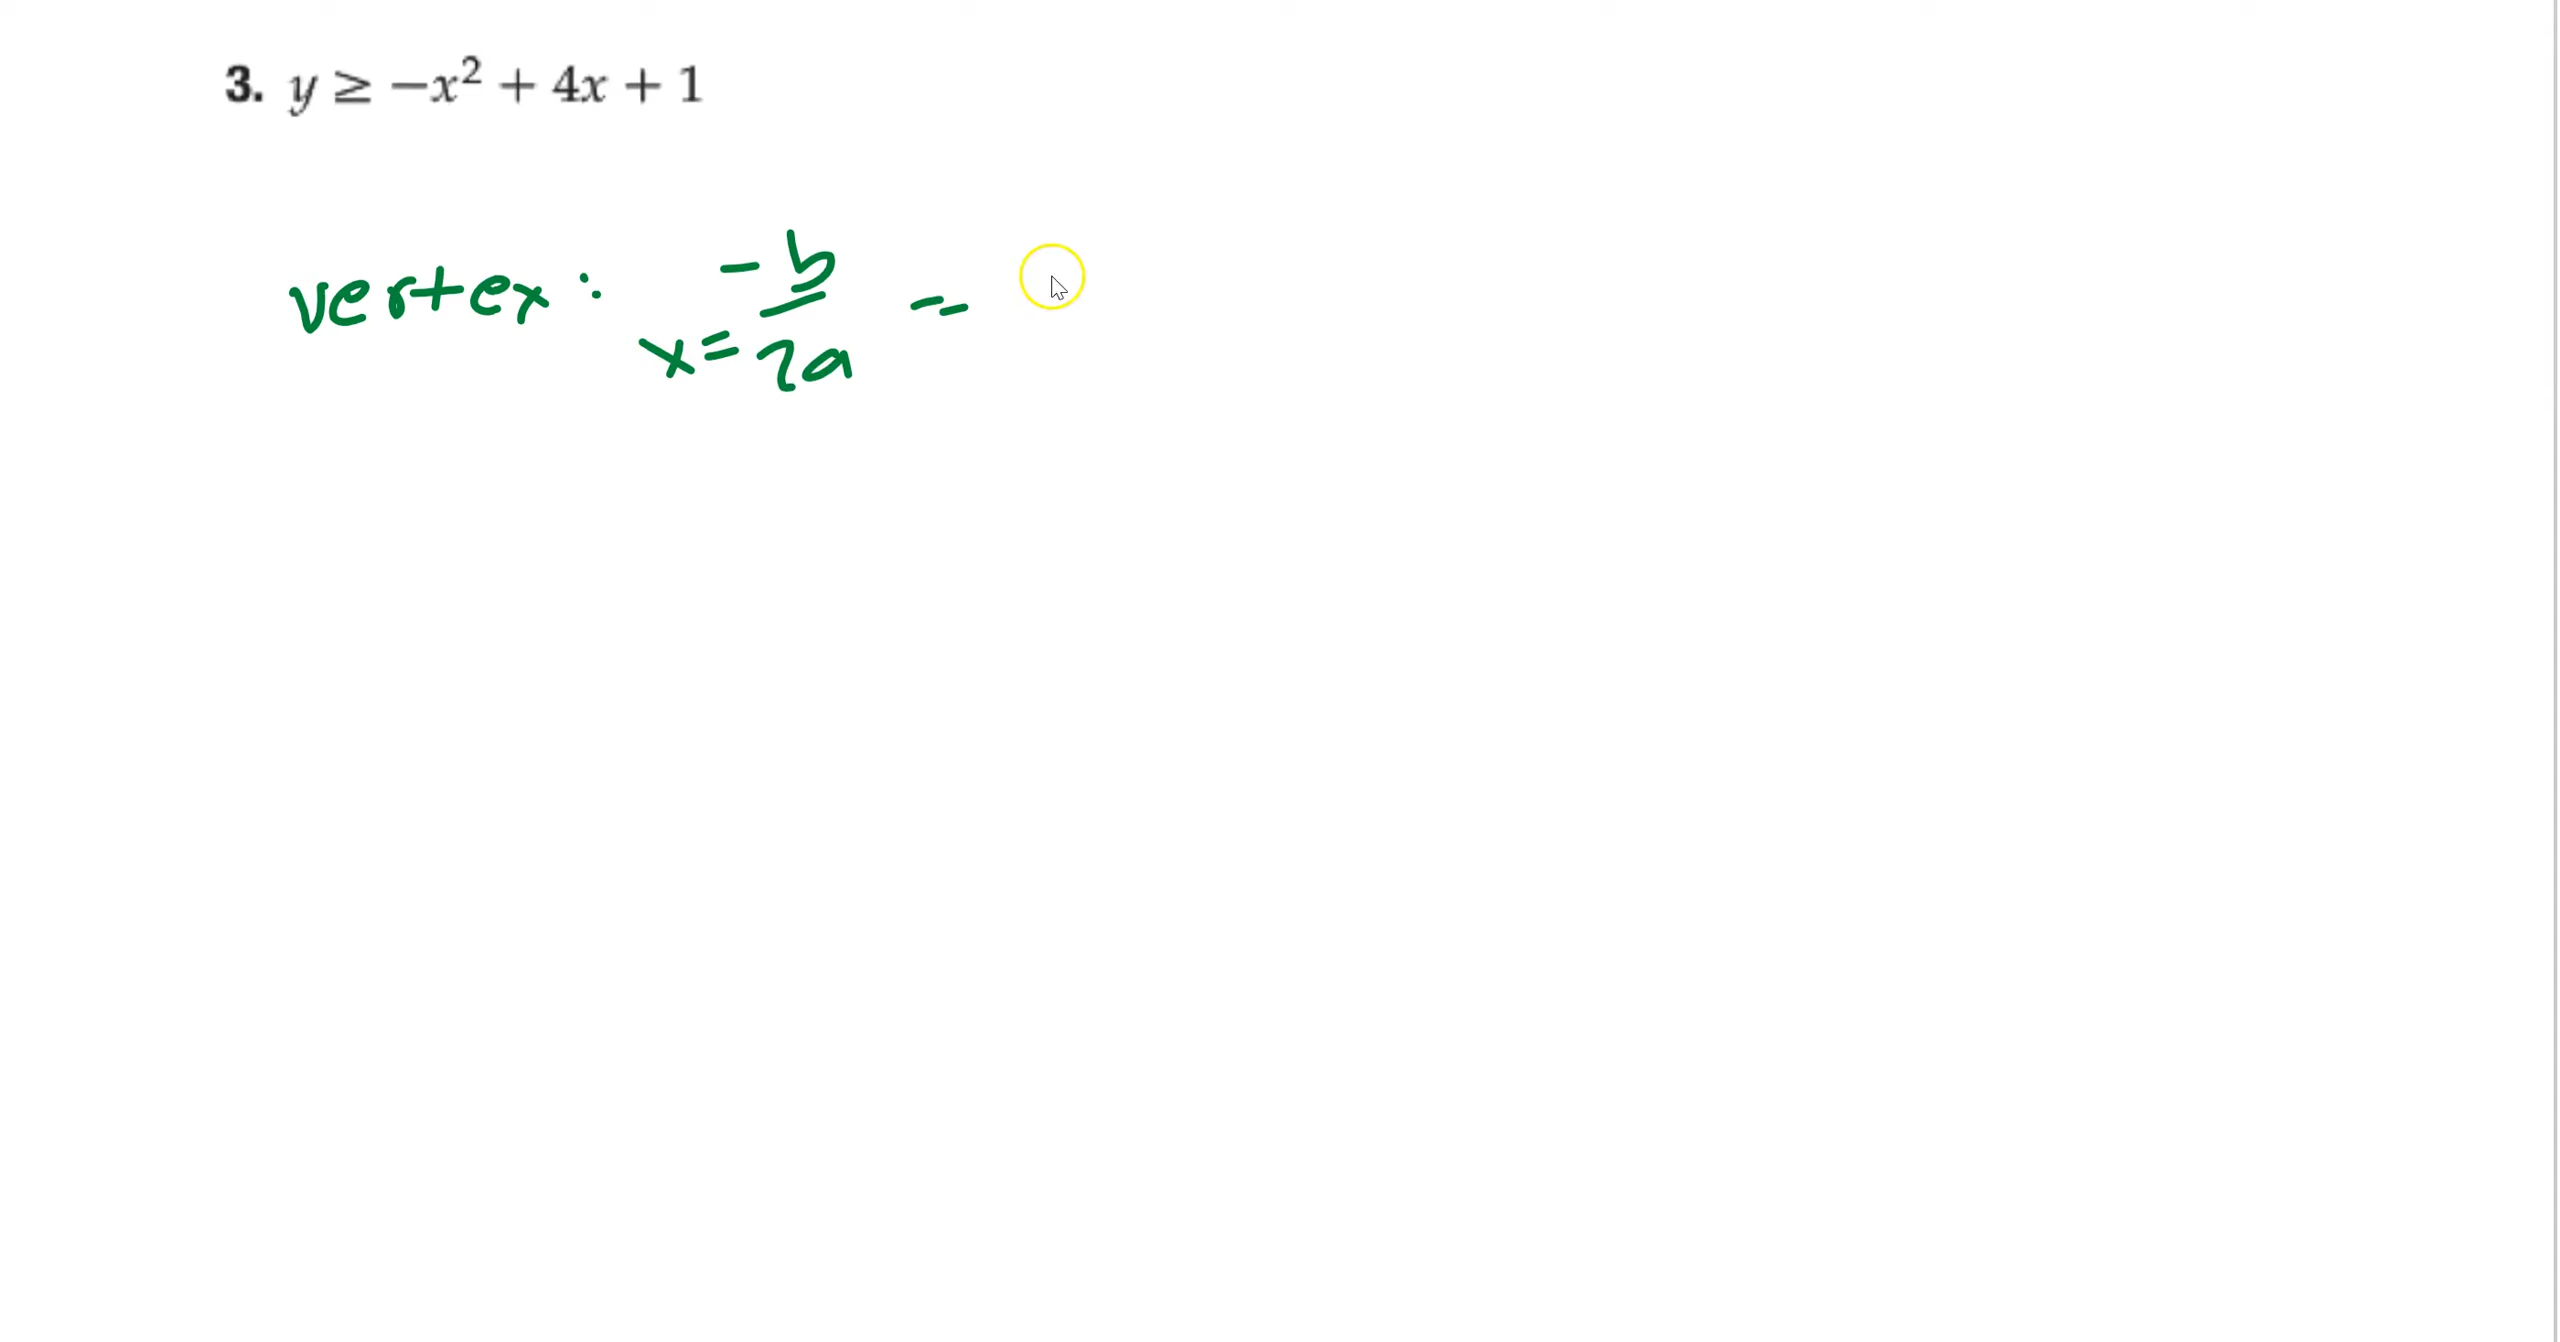 3. y ≥ −x² + 4x + 1
vertex: x = -b/2a =